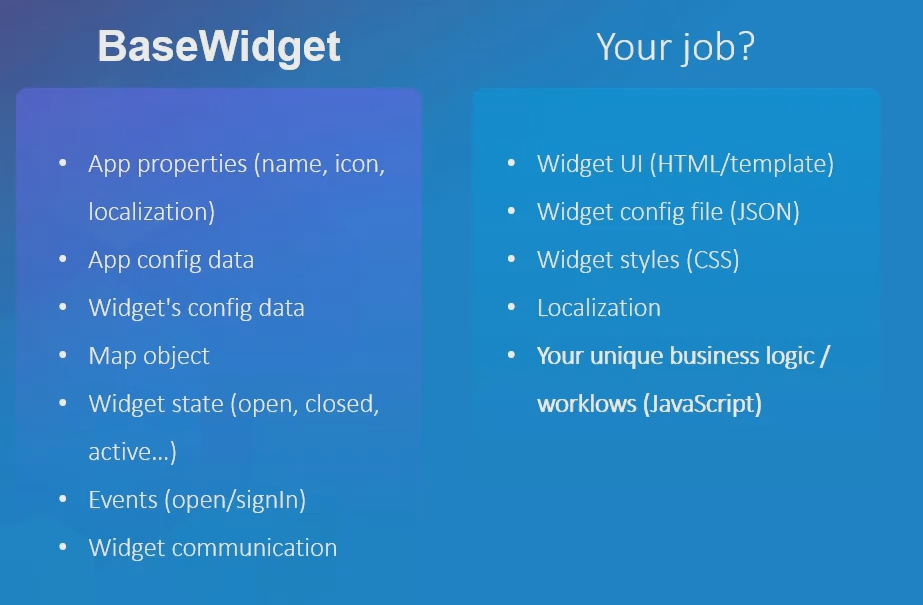 BaseWidget
• App properties (name, icon,
localization)
• App config data
• Widget's config data
• Map object
• Widget state (open, closed,
active...)
• Events (open/signIn)
• Widget communication
Your job?
• Widget UI (HTML/template)
• Widget config file (JSON)
• Widget styles (CSS)
• Localization
• Your unique business logic /
worklows (JavaScript)